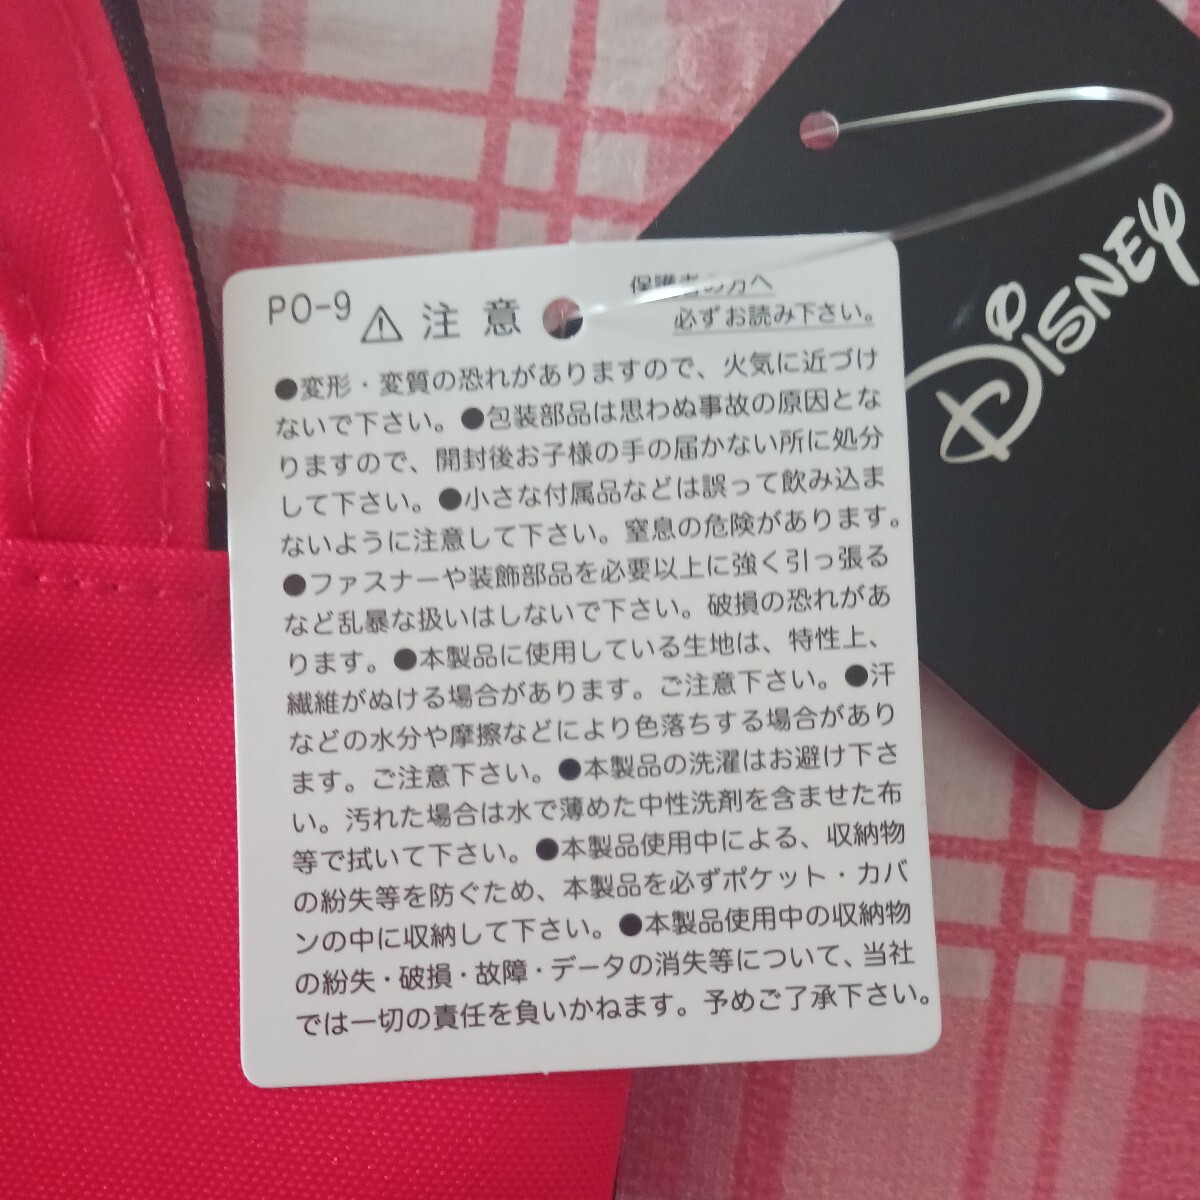 PO-9 ⚠ 注意
保護者の方へ
必ずお読み下さい。
●変形・変質の恐れがありますので、火気に近づけ
ないで下さい。●包装部品は思わぬ事故の原因とな
りますので、開封後お子様の手の届かない所に処分
して下さい。●小さな付属品などは誤って飲み込ま
ないように注意して下さい。窒息の危険があります。
●ファスナーや装飾部品を必要以上に強く引っ張る
など乱暴な扱いはしないで下さい。破損の恐れがあ
ります。●本製品に使用している生地は、特性上、
繊維がぬける場合があります。ご注意下さい。●汗
などの水分や摩擦などにより色落ちする場合があり
ます。ご注意下さい。●本製品の洗濯はお避け下さ
い。汚れた場合は水で薄めた中性洗剤を含ませた布
等で拭いて下さい。●本製品使用中による、収納物
の紛失等を防ぐため、本製品を必ずポケット・カバ
ンの中に収納して下さい。●本製品使用中の収納物
の紛失・破損・故障・データの消失等について、当社
では一切の責任を負いかねます。予めご了承下さい。
DISNEY